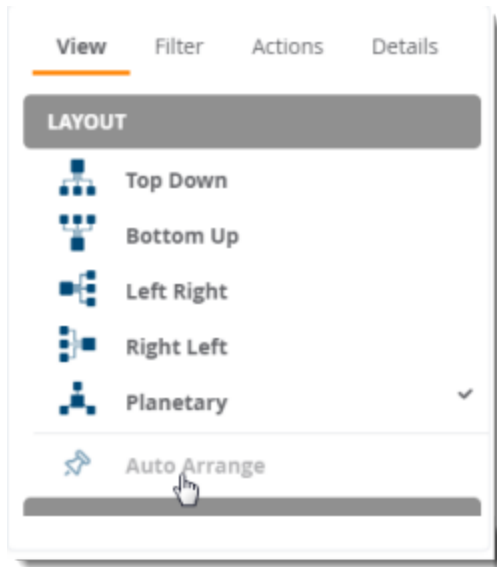 View Filter Actions Details
LAYOUT
Top Down
Bottom Up
Left Right
Right Left
Planetary
Auto Arrange